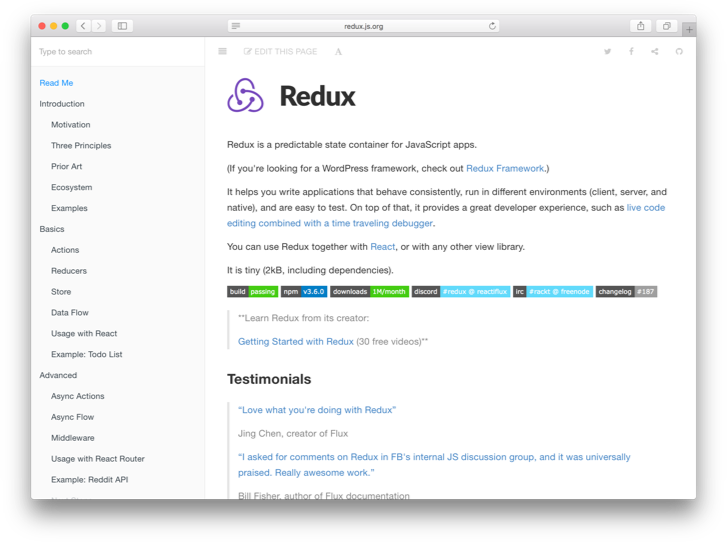 redux.js.org
Type to search
EDIT THIS PAGE
A
Read Me
Introduction
Motivation
Three Principles
Prior Art
Ecosystem
Examples
Basics
Actions
Reducers
Store
Data Flow
Usage with React
Example: Todo List
Advanced
Async Actions
Async Flow
Middleware
Usage with React Router
Example: Reddit API
Redux
Redux is a predictable state container for JavaScript apps.
(If you're looking for a WordPress framework, check out Redux Framework.)
It helps you write applications that behave consistently, run in different environments (client, server, and
native), and are easy to test. On top of that, it provides a great developer experience, such as live code
editing combined with a time traveling debugger.
You can use Redux together with React, or with any other view library.
It is tiny (2kB, including dependencies).
build passing npm v3.6.0 downloads 1M/month discord #redux @ reactiflux irc #rackt @ freenode changelog #187
**Learn Redux from its creator:
Getting Started with Redux (30 free videos)**
Testimonials
“Love what you're doing with Redux”
Jing Chen, creator of Flux
“I asked for comments on Redux in FB's internal JS discussion group, and it was universally
praised. Really awesome work.”
Bill Fisher, author of Flux documentation